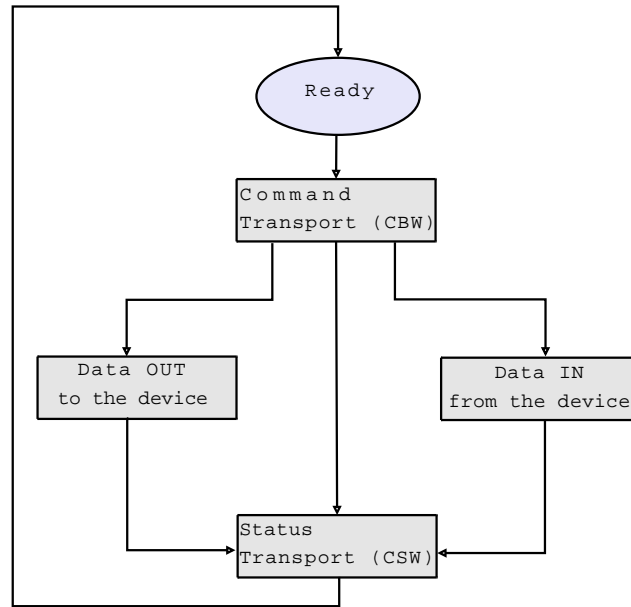 Ready
Command
Transport (CBW)
Data OUT
to the device
Data IN
from the device
Status
Transport (CSW)